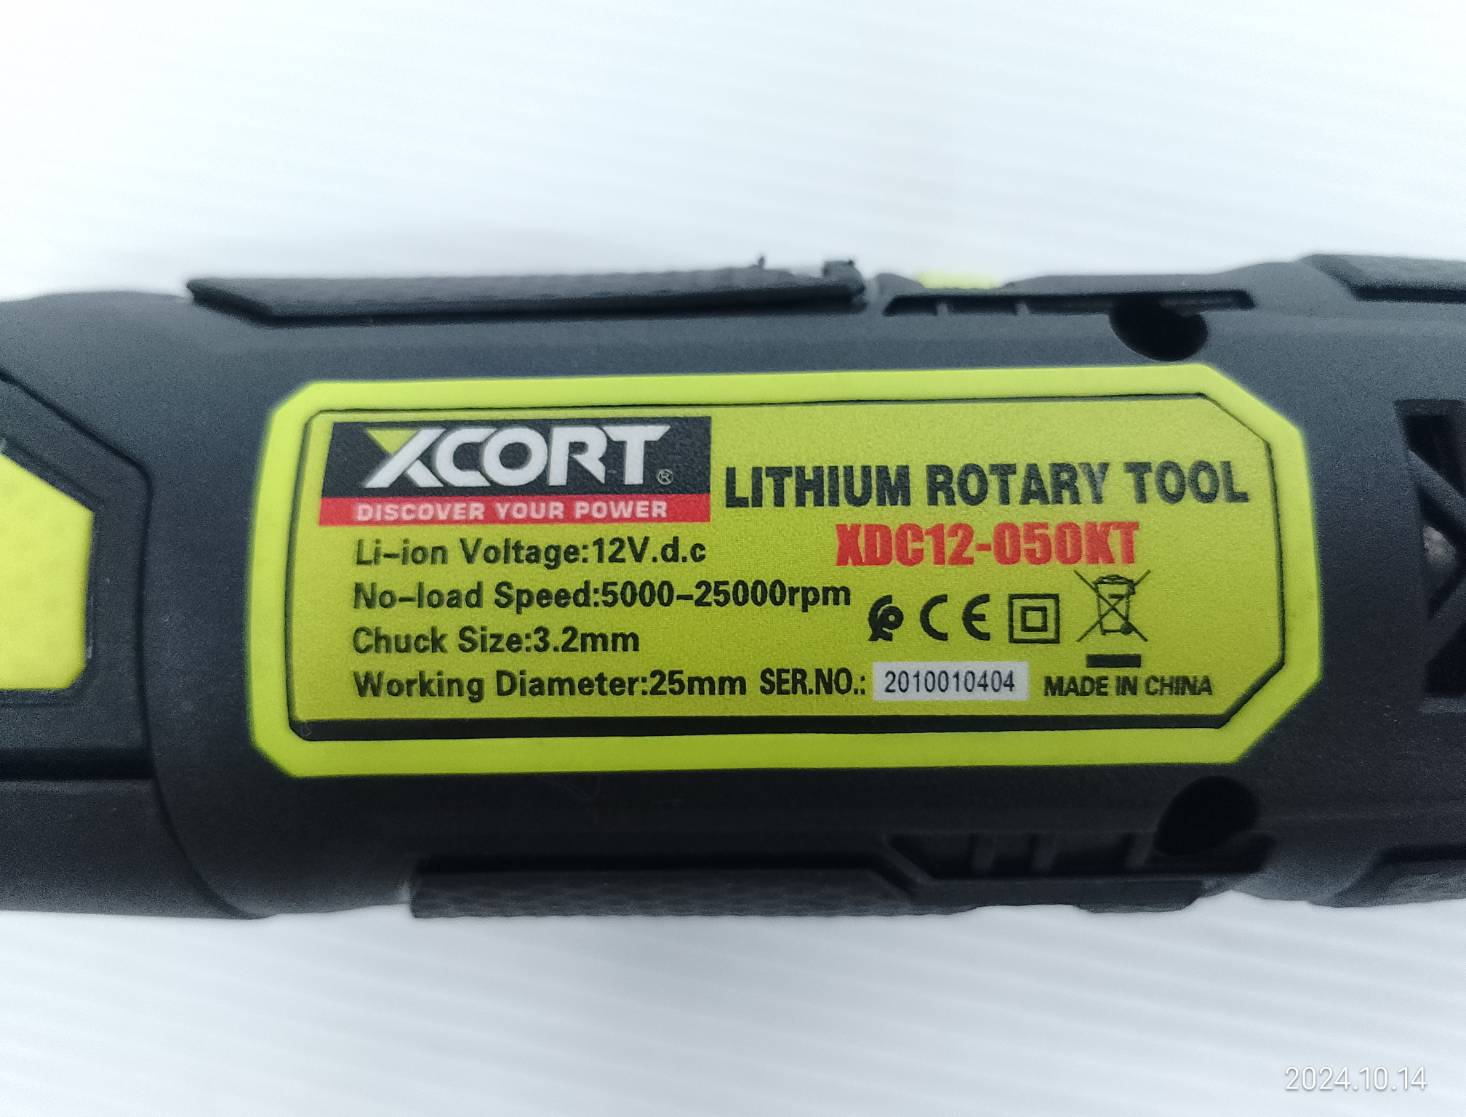 XCORT®
DISCOVER YOUR POWER
LITHIUM ROTARY TOOL
XDC12-050KT
Li-ion Voltage:12V.d.c
No-load Speed:5000-25000rpm
CE
Chuck Size:3.2mm
Working Diameter:25mm SER.NO.: 2010010404 MADE IN CHINA
2024.10.14